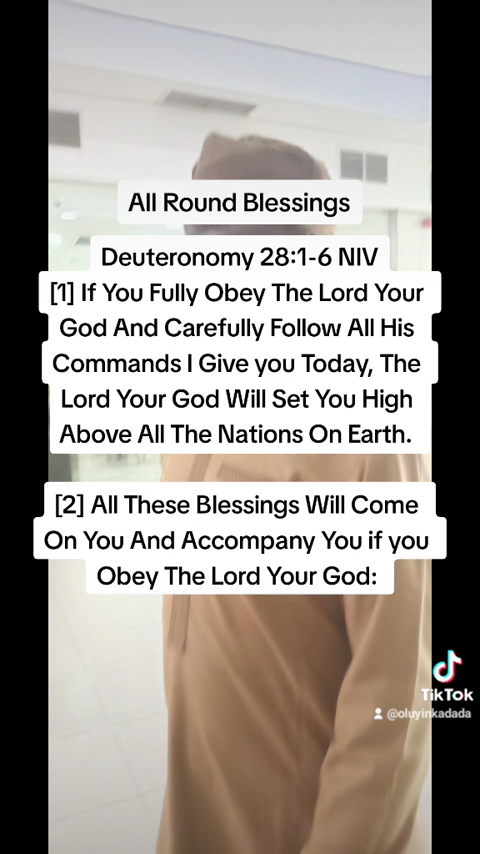 All Round Blessings
Deuteronomy 28:1-6 NIV
[1] If You Fully Obey The Lord Your
God And Carefully Follow All His
Commands I Give you Today, The
Lord Your God Will Set You High
Above All The Nations On Earth.
[2] All These Blessings Will Come
On You And Accompany You if you
Obey The Lord Your God:
TikTok
@oluyinkadada